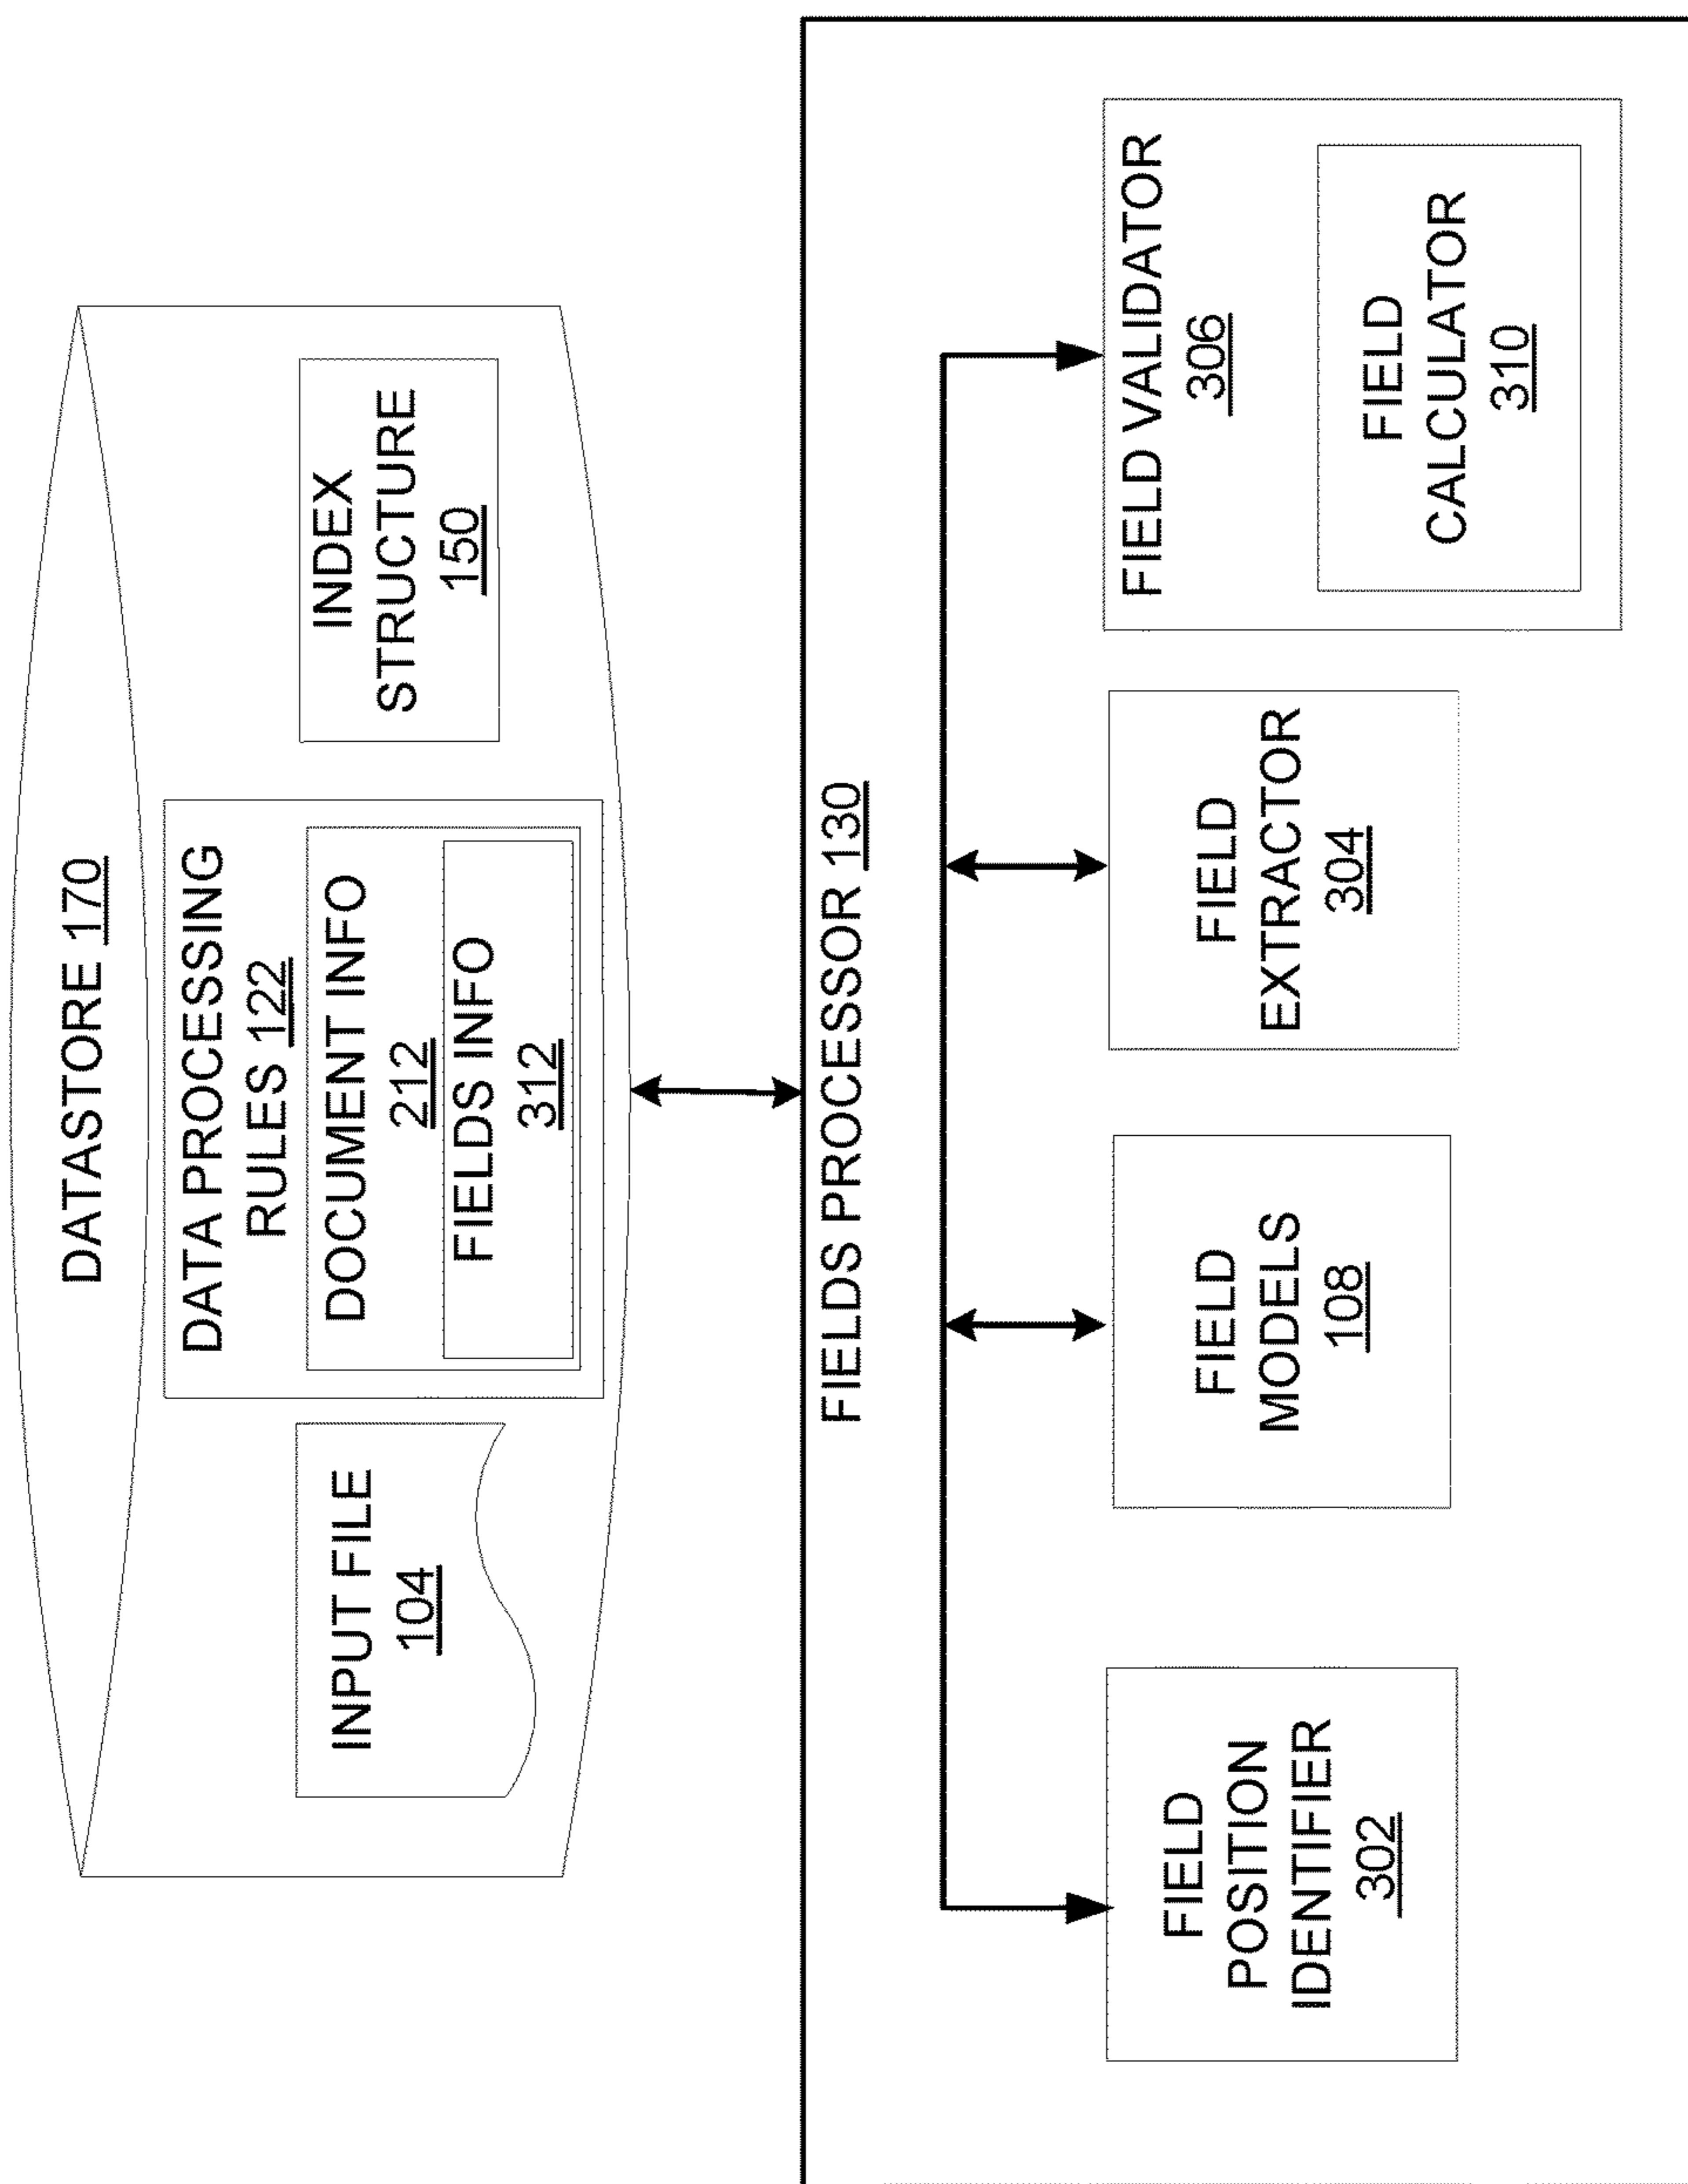 DATASTORE 170
INPUT FILE
104
DATA PROCESSING
RULES 122
DOCUMENT INFO
212
FIELDS INFO
312
INDEX
STRUCTURE
150
FIELDS PROCESSOR 130
FIELD
POSITION
IDENTIFIER
302
FIELD
MODELS
108
FIELD
EXTRACTOR
304
FIELD VALIDATOR
306
FIELD
CALCULATOR
310